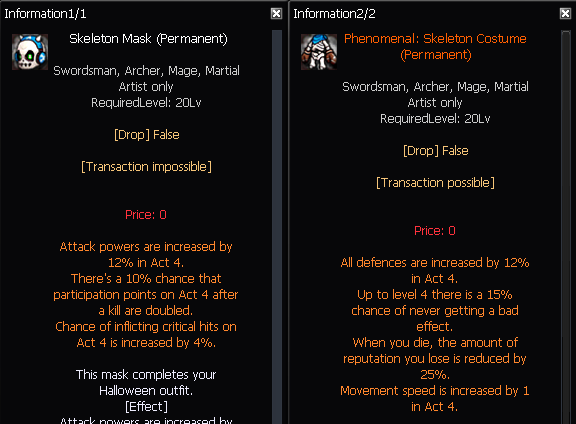 Information1/1
Skeleton Mask (Permanent)
Swordsman, Archer, Mage, Martial
Artist only
RequiredLevel: 20Lv
[Drop] False
[Transaction impossible]
Price: 0
Attack powers are increased by
12% in Act 4.
There's a 10% chance that
participation points on Act 4 after
a kill are doubled.
Chance of inflicting critical hits on
Act 4 is increased by 4%.
This mask completes your
Halloween outfit.
[Effect]
Attack powers are increased by
Information2/2
Phenomenal: Skeleton Costume
(Permanent)
Swordsman, Archer, Mage, Martial
Artist only
RequiredLevel: 20Lv
[Drop] False
[Transaction possible]
Price: 0
All defences are increased by 12%
in Act 4.
Up to level 4 there is a 15%
chance of never getting a bad
effect.
When you die, the amount of
reputation you lose is reduced by
25%.
Movement speed is increased by 1
in Act 4.